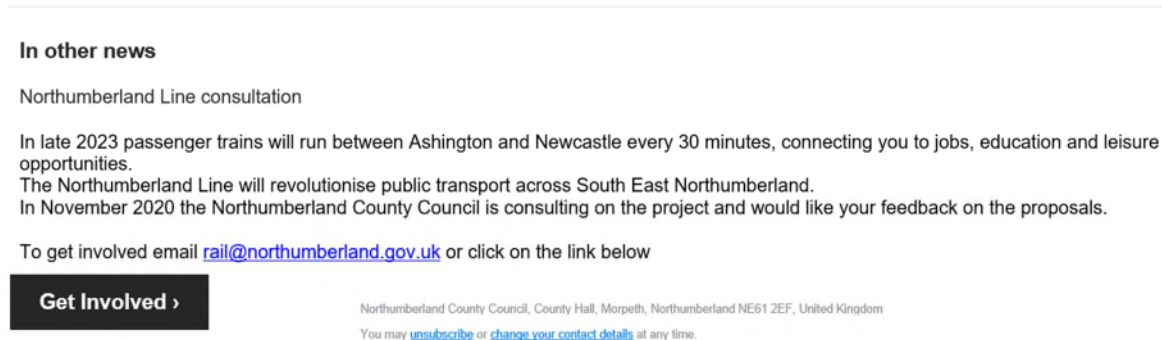 In other news
Northumberland Line consultation
In late 2023 passenger trains will run between Ashington and Newcastle every 30 minutes, connecting you to jobs, education and leisure
opportunities.
The Northumberland Line will revolutionise public transport across South East Northumberland.
In November 2020 the Northumberland County Council is consulting on the project and would like your feedback on the proposals.
To get involved email rail@northumberland.gov.uk or click on the link below
Get Involved ›
Northumberland County Council, County Hall, Morpeth, Northumberland NE61 2EF, United Kingdom
You may unsubscribe or change your contact details at any time.